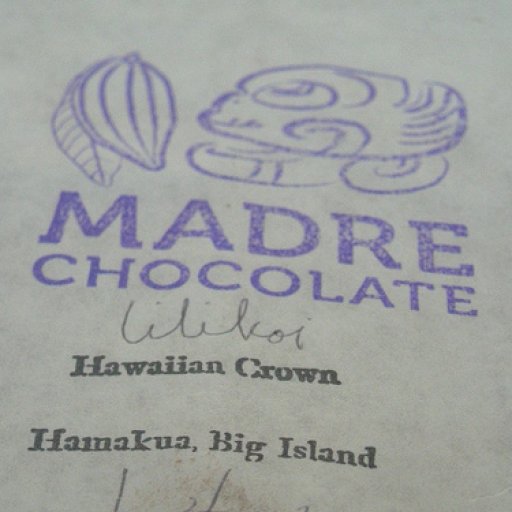 MADRE
CHOCOLATE
lilikoi
Hawaiian Crown
Hamakua, Big Island